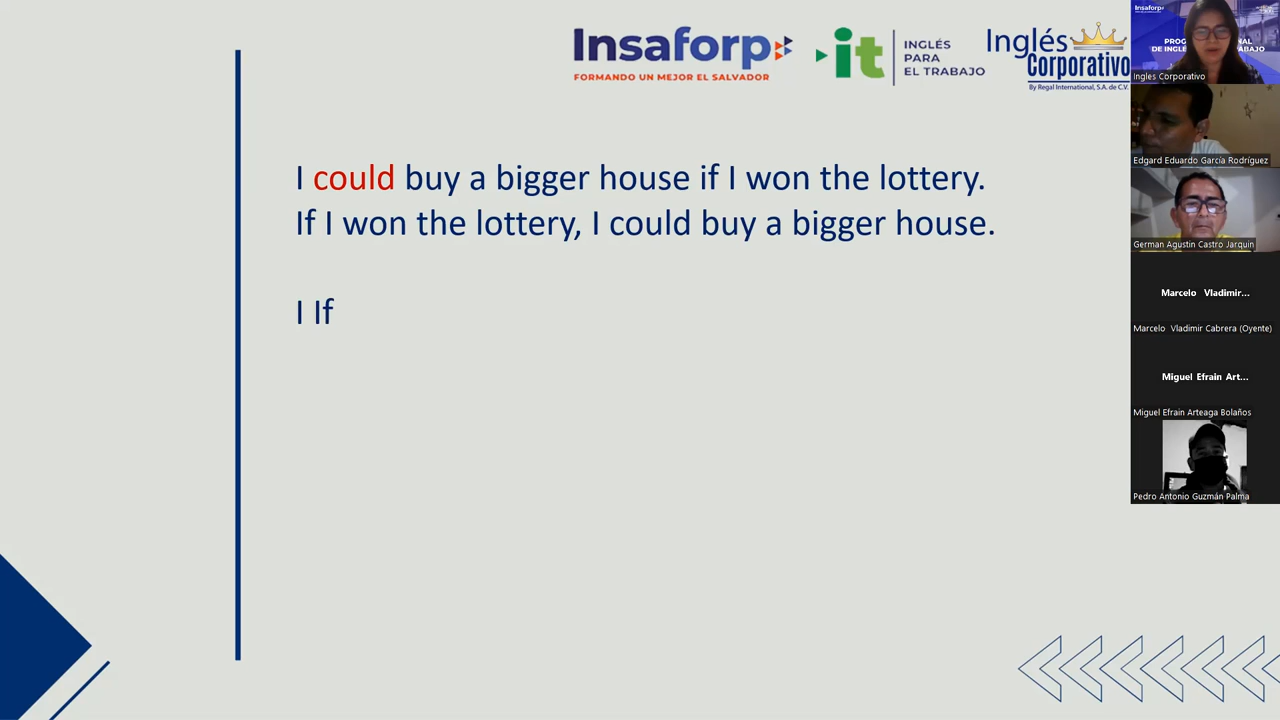 Insaforp
FORMANDO UN MEJOR EL SALVADOR
it
INGLÉS
PARA
EL TRABAJO
Inglés
Corporativo
By Regal International, S.A. de C.V.
I could buy a bigger house if I won the lottery.
If I won the lottery, I could buy a bigger house.
I If
Insaforp
Ingles Corporativo
Edgard Eduardo García Rodríguez
German Agustin Castro Jarquin
Marcelo Vladimir...
Marcelo Vladimir Cabrera (Oyente)
Miguel Efrain Art...
Miguel Efrain Arteaga Bolaños
Pedro Antonio Guzmán Palma